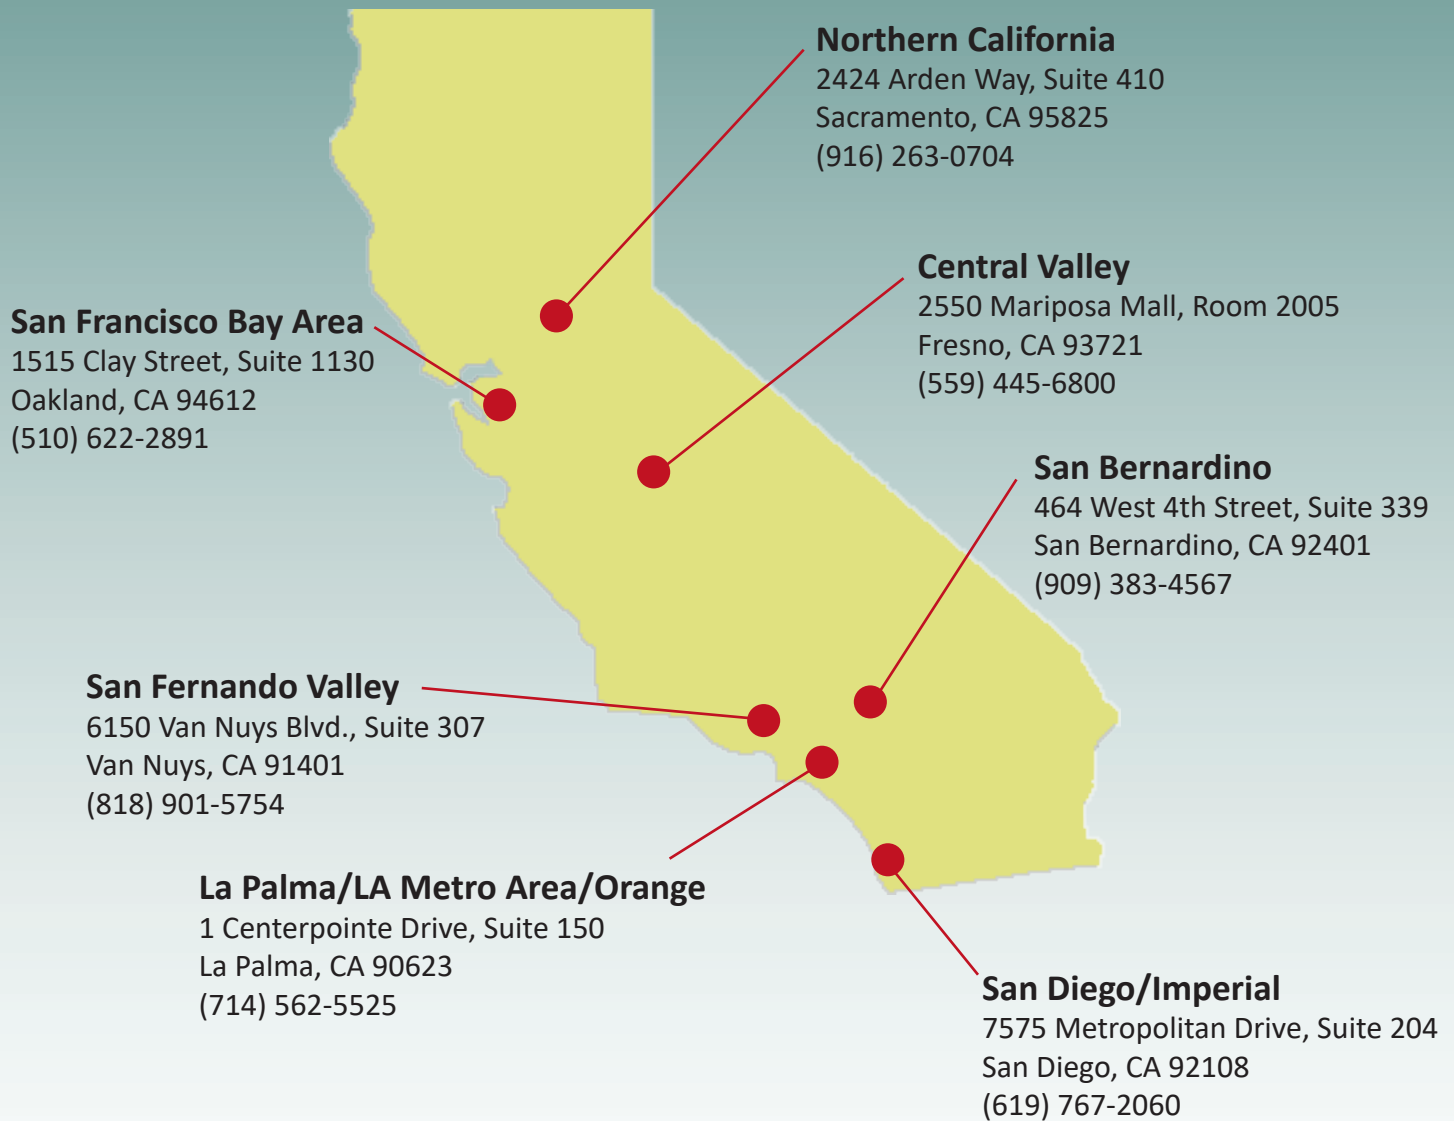 Northern California
2424 Arden Way, Suite 410
Sacramento, CA 95825
(916) 263-0704
Central Valley
2550 Mariposa Mall, Room 2005
Fresno, CA 93721
(559) 445-6800
San Francisco Bay Area
1515 Clay Street, Suite 1130
Oakland, CA 94612
(510) 622-2891
San Bernardino
464 West 4th Street, Suite 339
San Bernardino, CA 92401
(909) 383-4567
San Fernando Valley
6150 Van Nuys Blvd., Suite 307
Van Nuys, CA 91401
(818) 901-5754
La Palma/LA Metro Area/Orange
1 Centerpointe Drive, Suite 150
La Palma, CA 90623
(714) 562-5525
San Diego/Imperial
7575 Metropolitan Drive, Suite 204
San Diego, CA 92108
(619) 767-2060